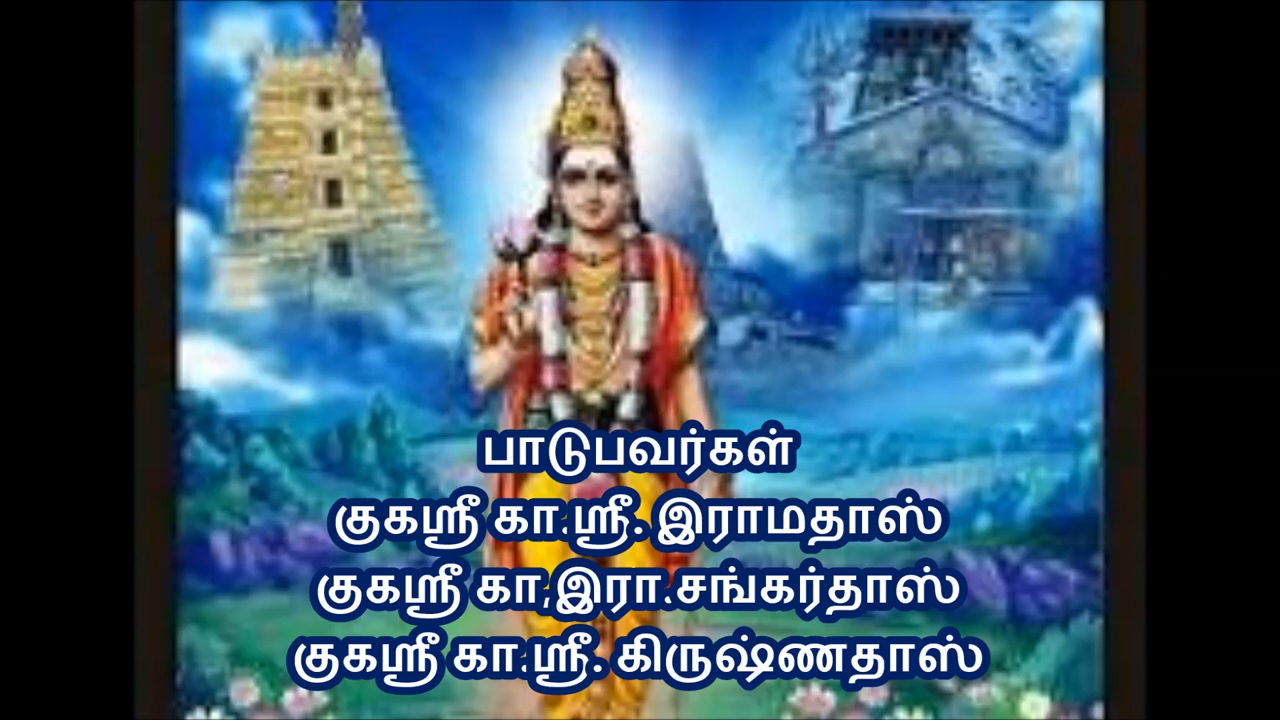 பாடுபவர்கள்
குகஸ்ரீ கா.ஸ்ரீ. இராமதாஸ்
குகஸ்ரீ கா,இரா.சங்கர்தாஸ்
குகஸ்ரீ கா.ஸ்ரீ. கிருஷ்ணதாஸ்